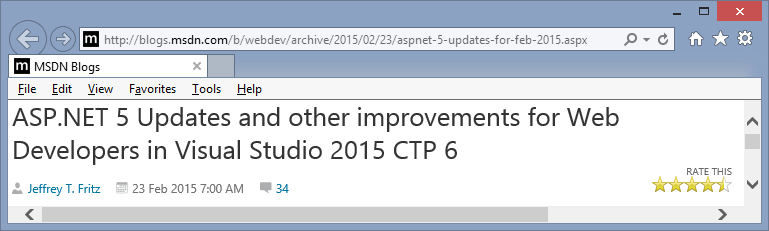 m http://blogs.msdn.com/b/webdev/archive/2015/02/23/aspnet-5-updates-for-feb-2015.aspx
m MSDN Blogs
File Edit View Favorites Tools Help
ASP.NET 5 Updates and other improvements for Web
Developers in Visual Studio 2015 CTP 6
RATE THIS
Jeffrey T. Fritz 23 Feb 2015 7:00 AM 34